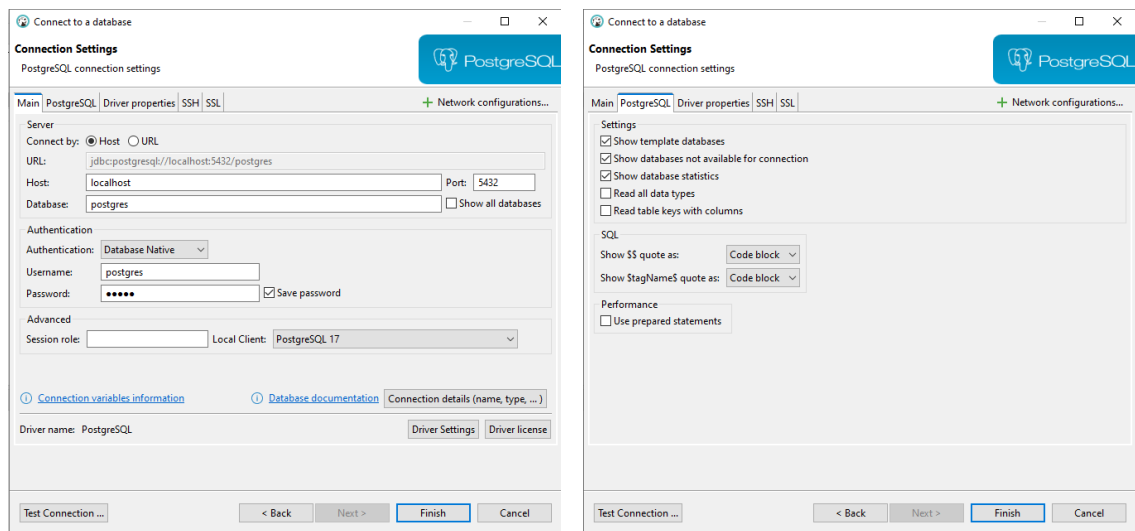 Connect to a database
Connection Settings
PostgreSQL connection settings
PostgreSQL
Main PostgreSQL Driver properties SSH SSL
Network configurations...
Server
Connect by: Host URL
URL: jdbc:postgresql://localhost:5432/postgres
Host: localhost Port: 5432
Database: postgres Show all databases
Authentication
Authentication: Database Native
Username: postgres
Password: ••••• Save password
Advanced
Session role: Local Client: PostgreSQL 17
Connection variables information Database documentation Connection details (name, type, ... )
Driver name: PostgreSQL Driver Settings Driver license
Test Connection ... < Back Next > Finish Cancel
Connect to a database
Connection Settings
PostgreSQL connection settings
PostgreSQL
Main PostgreSQL Driver properties SSH SSL
Network configurations...
Settings
Show template databases
Show databases not available for connection
Show database statistics
Read all data types
Read table keys with columns
SQL
Show $$ quote as: Code block
Show $tagName$ quote as: Code block
Performance
Use prepared statements
Test Connection ... < Back Next > Finish Cancel